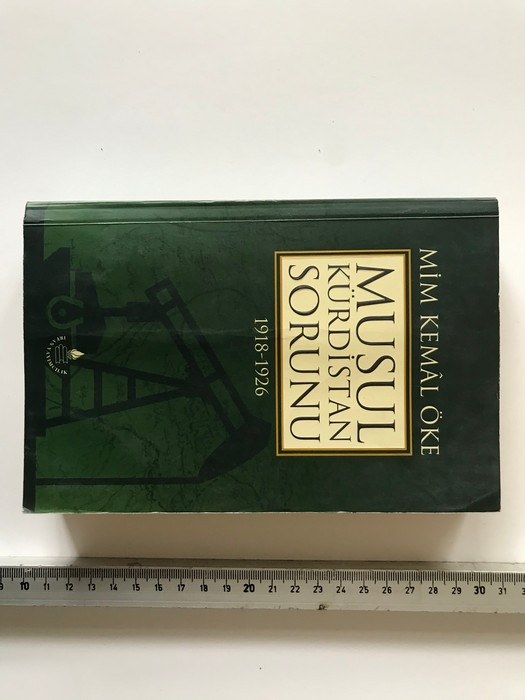 MİM KEMÂL ÖKE
MUSUL
KÜRDİSTAN
SORUNU
1918-1926
10 11 12 13 14 15 16 17 18 19 20 21 22 23 24 25 26 27 28 29 30 31